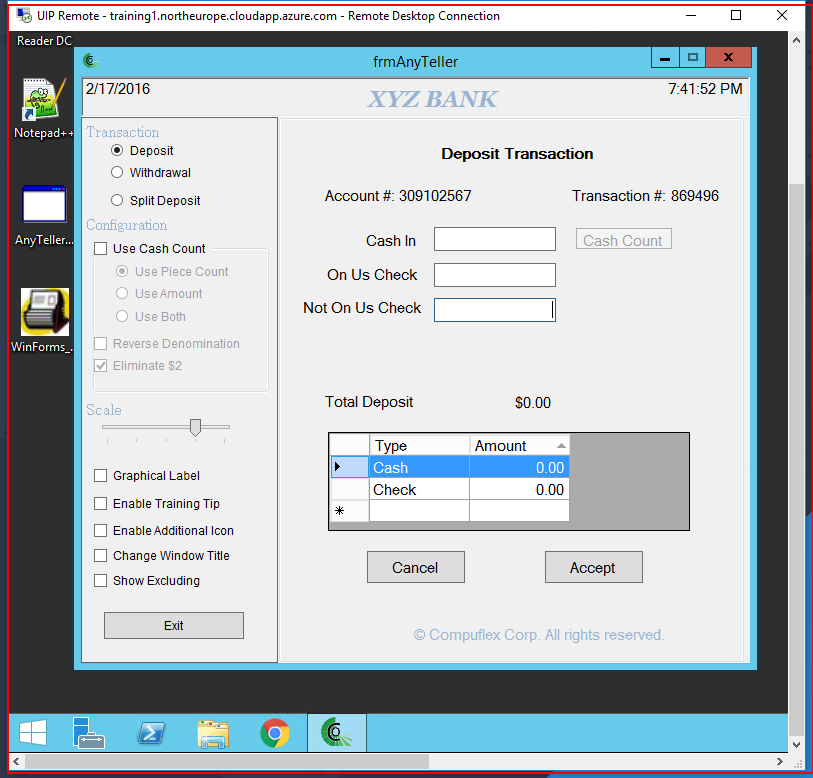 UIP Remote - training1.northeurope.cloudapp.azure.com - Remote Desktop Connection
Reader DC
frmAnyTeller
2/17/2016
XYZ BANK
7:41:52 PM
Notepad++
AnyTeller...
WinForms_...
Transaction
Deposit
Withdrawal
Split Deposit
Configuration
Use Cash Count
Use Piece Count
Use Amount
Use Both
Reverse Denomination
Eliminate $2
Scale
Graphical Label
Enable Training Tip
Enable Additional Icon
Change Window Title
Show Excluding
Exit
Deposit Transaction
Account #: 309102567 Transaction #: 869496
Cash In Cash Count
On Us Check
Not On Us Check
Total Deposit $0.00
Type Amount
Cash 0.00
Check 0.00
Cancel Accept
© Compuflex Corp. All rights reserved.